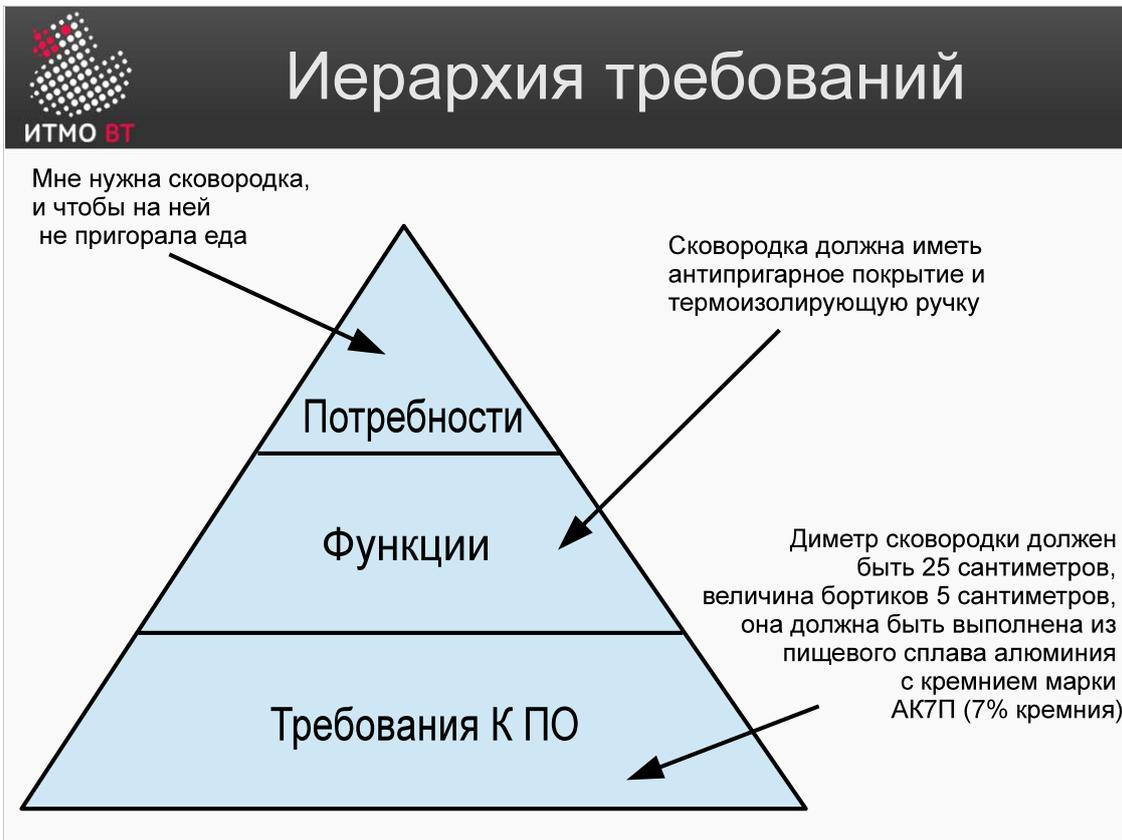 Иерархия требований
ИТМО ВТ
Мне нужна сковородка,
и чтобы на ней
не пригорала еда
Сковородка должна иметь
антипригарное покрытие и
термоизолирующую ручку
Потребности
Функции
Диметр сковородки должен
быть 25 сантиметров,
величина бортиков 5 сантиметров,
она должна быть выполнена из
пищевого сплава алюминия
с кремнием марки
АК7П (7% кремния)
Требования К ПО